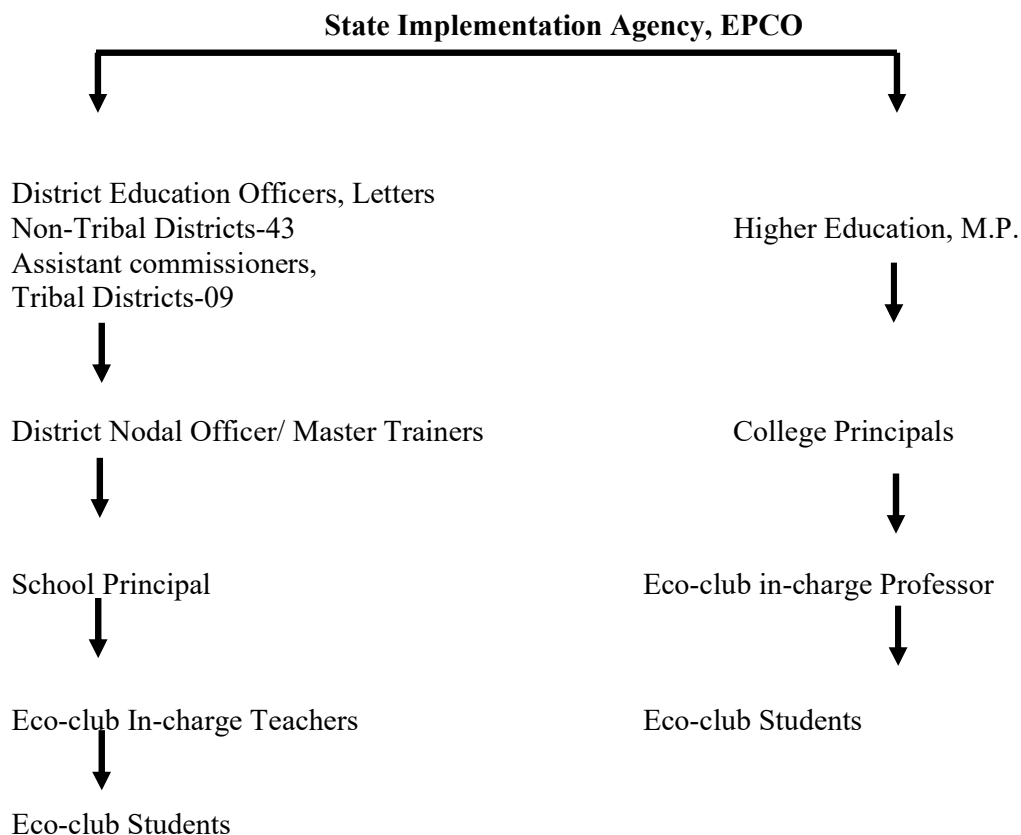 State Implementation Agency, EPCO
District Education Officers, Letters
Non-Tribal Districts-43
Assistant commissioners,
Tribal Districts-09
Higher Education, M.P.
District Nodal Officer/ Master Trainers
College Principals
School Principal
Eco-club in-charge Professor
Eco-club In-charge Teachers
Eco-club Students
Eco-club Students